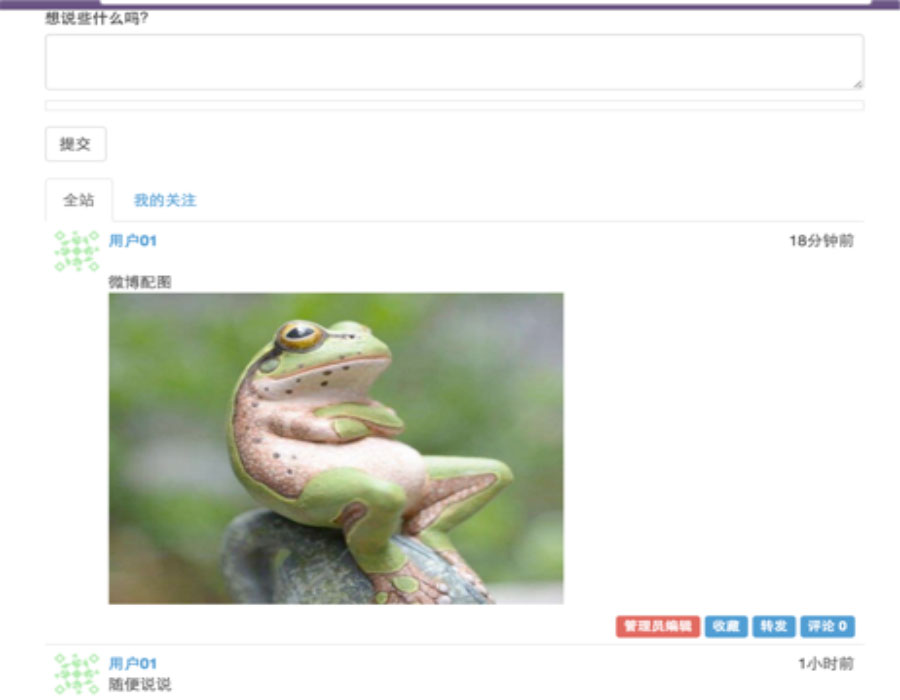 想说些什么吗?
提交
全站 我的关注
用户01 18分钟前
微博配图
管理员编辑 收藏 转发 评论 0
用户01 1小时前
随便说说